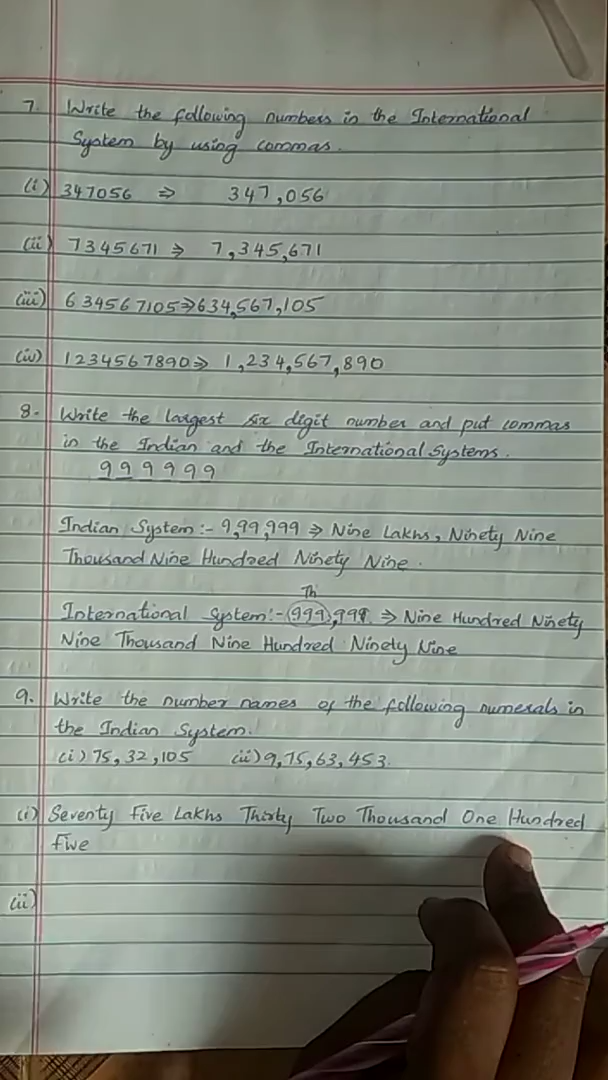 7. Write the following numbers in the International
System by using commas.
(i) 347056 ⇒ 347,056
(ii) 7345671 ⇒ 7,345,671
(iii) 634567105 ⇒ 634,567,105
(iv) 1234567890 ⇒ 1,234,567,890
8. Write the largest six digit number and put commas
in the Indian and the International Systems.
999999
Indian System :- 9,99,999 ⇒ Nine Lakhs, Ninety Nine
Thousand Nine Hundred Ninety Nine.
Th
International System :- 999,999. ⇒ Nine Hundred Ninety
Nine Thousand Nine Hundred Ninety Nine
9. Write the number names of the following numerals in
the Indian System.
(i) 75,32,105 (ii) 9,75,63,453.
(i) Seventy Five Lakhs Thirty Two Thousand One Hundred
Five
(ii)